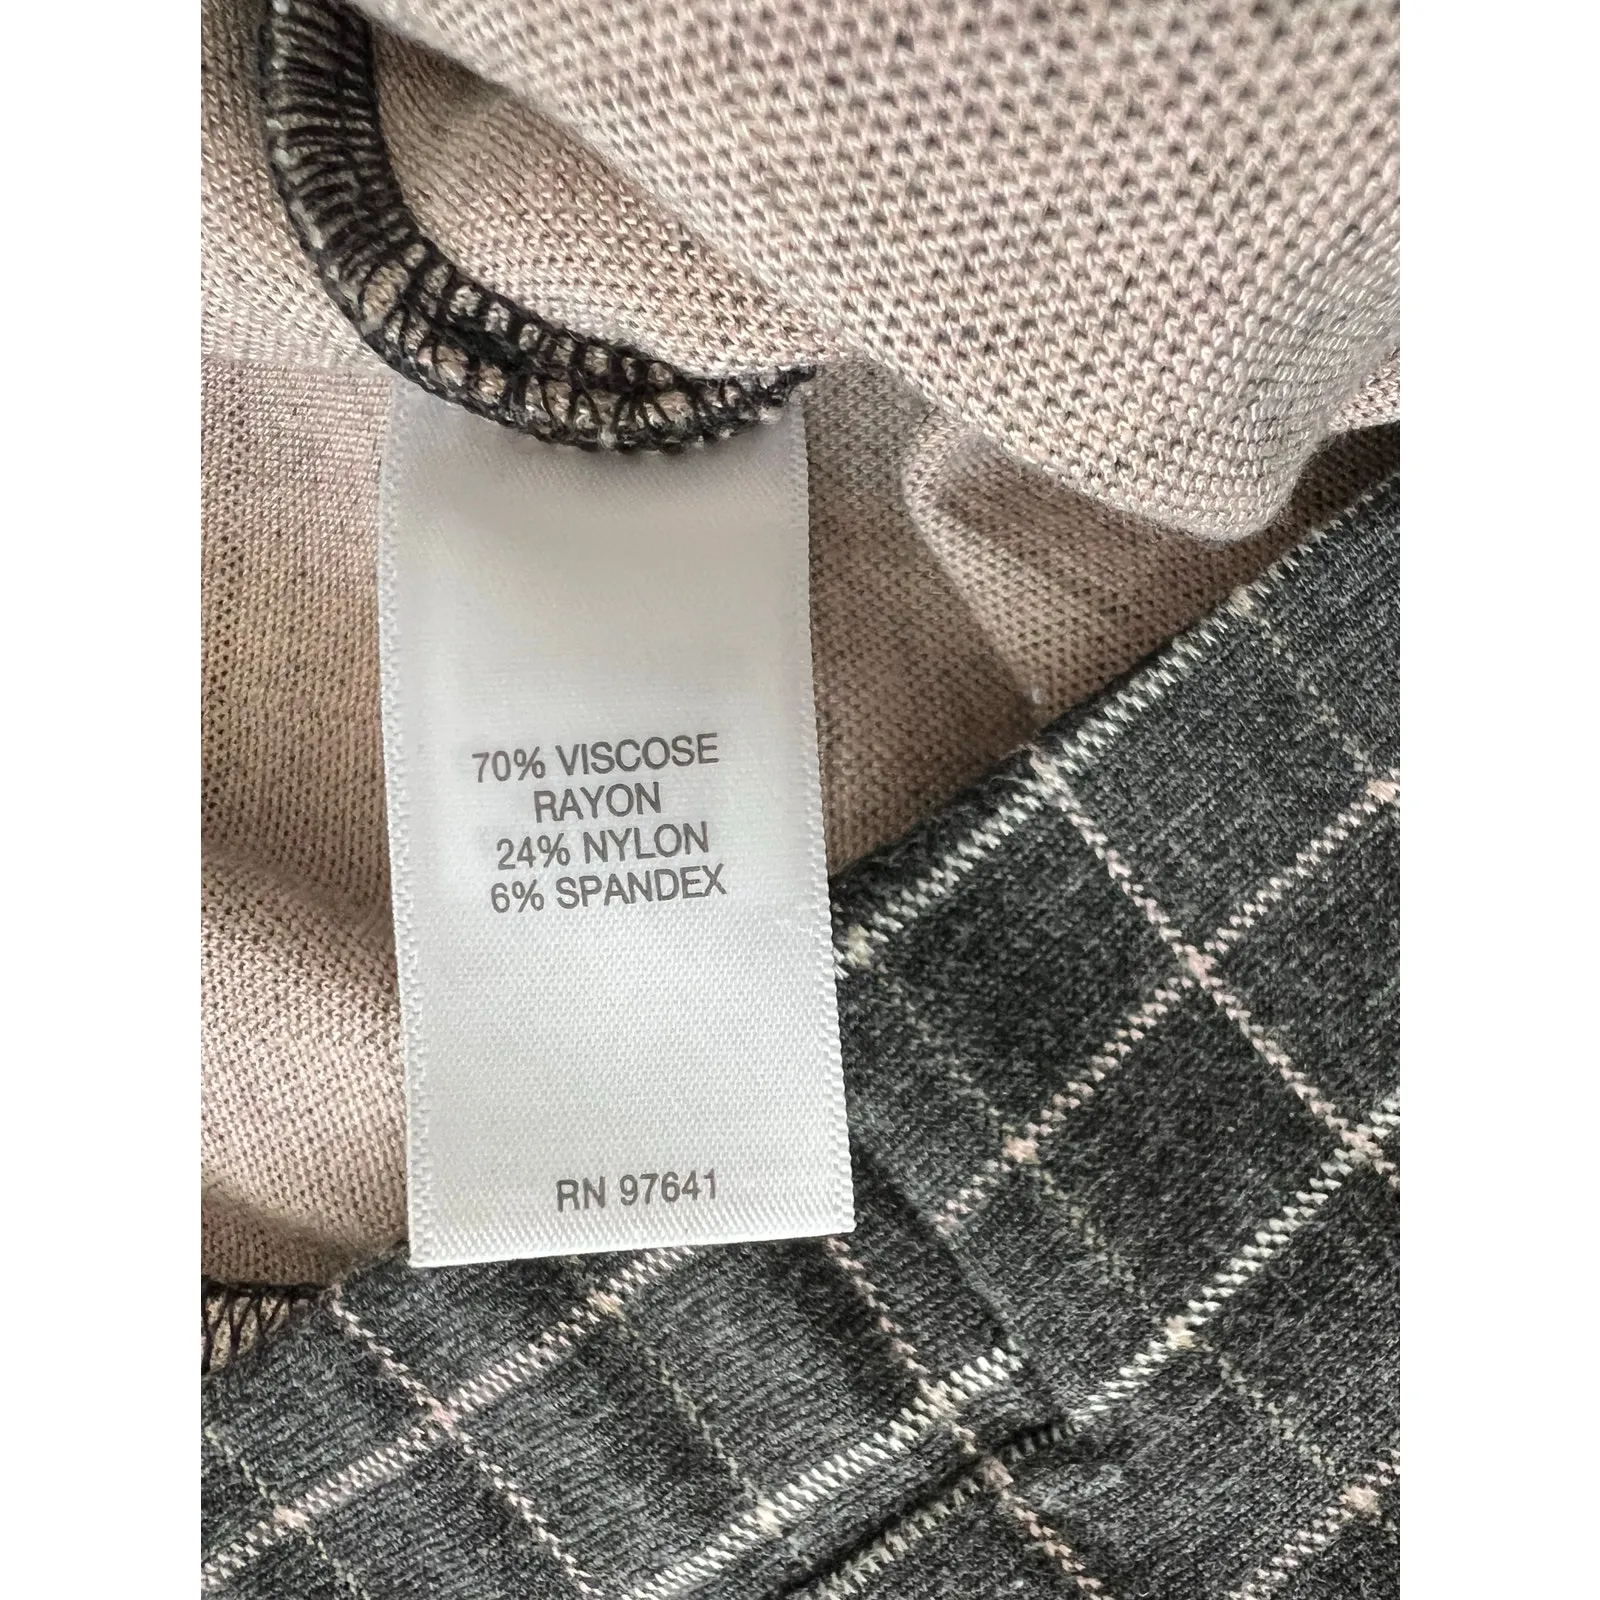 70% VISCOSE
RAYON
24% NYLON
6% SPANDEX
RN 97641